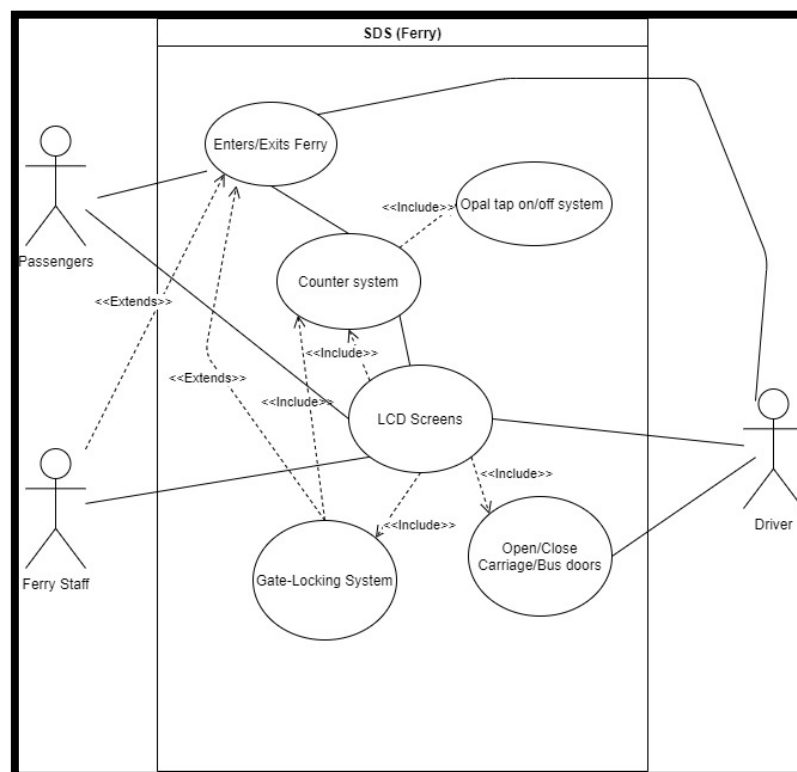 SDS (Ferry)
Enters/Exits Ferry
<<Include>>
Opal tap on/off system
Passengers
Counter system
<<Extends>>
<<Include>>
<<Extends>>
<<Include>>
LCD Screens
<<Include>>
<<Include>>
Driver
Open/Close
Carriage/Bus doors
Gate-Locking System
Ferry Staff